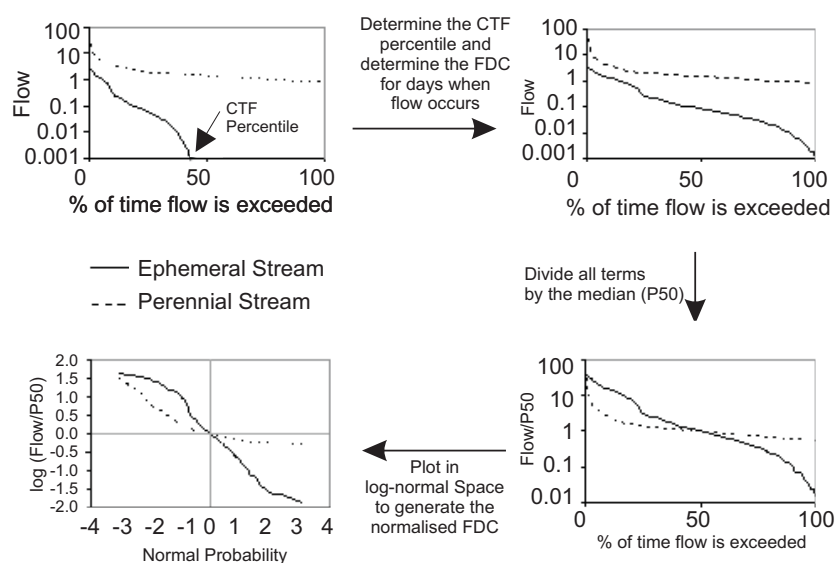 100
10
1
0.1
0.01
0.001
Flow
CTF
Percentile
0
50
100
% of time flow is exceeded
Determine the CTF
percentile and
determine the FDC
for days when
flow occurs
100
10
1
0.1
0.01
0.001
Flow
0
50
100
% of time flow is exceeded
Ephemeral Stream
Perennial Stream
Divide all terms
by the median (P50)
2.0
1.5
1.0
0.5
0.0
-0.5
-1.0
-1.5
-2.0
log (Flow/P50)
-4 -3 -2 -1 0 1 2 3 4
Normal Probability
Plot in
log-normal Space
to generate the
normalised FDC
100
10
1
0.1
0.01
Flow/P50
0
50
100
% of time flow is exceeded